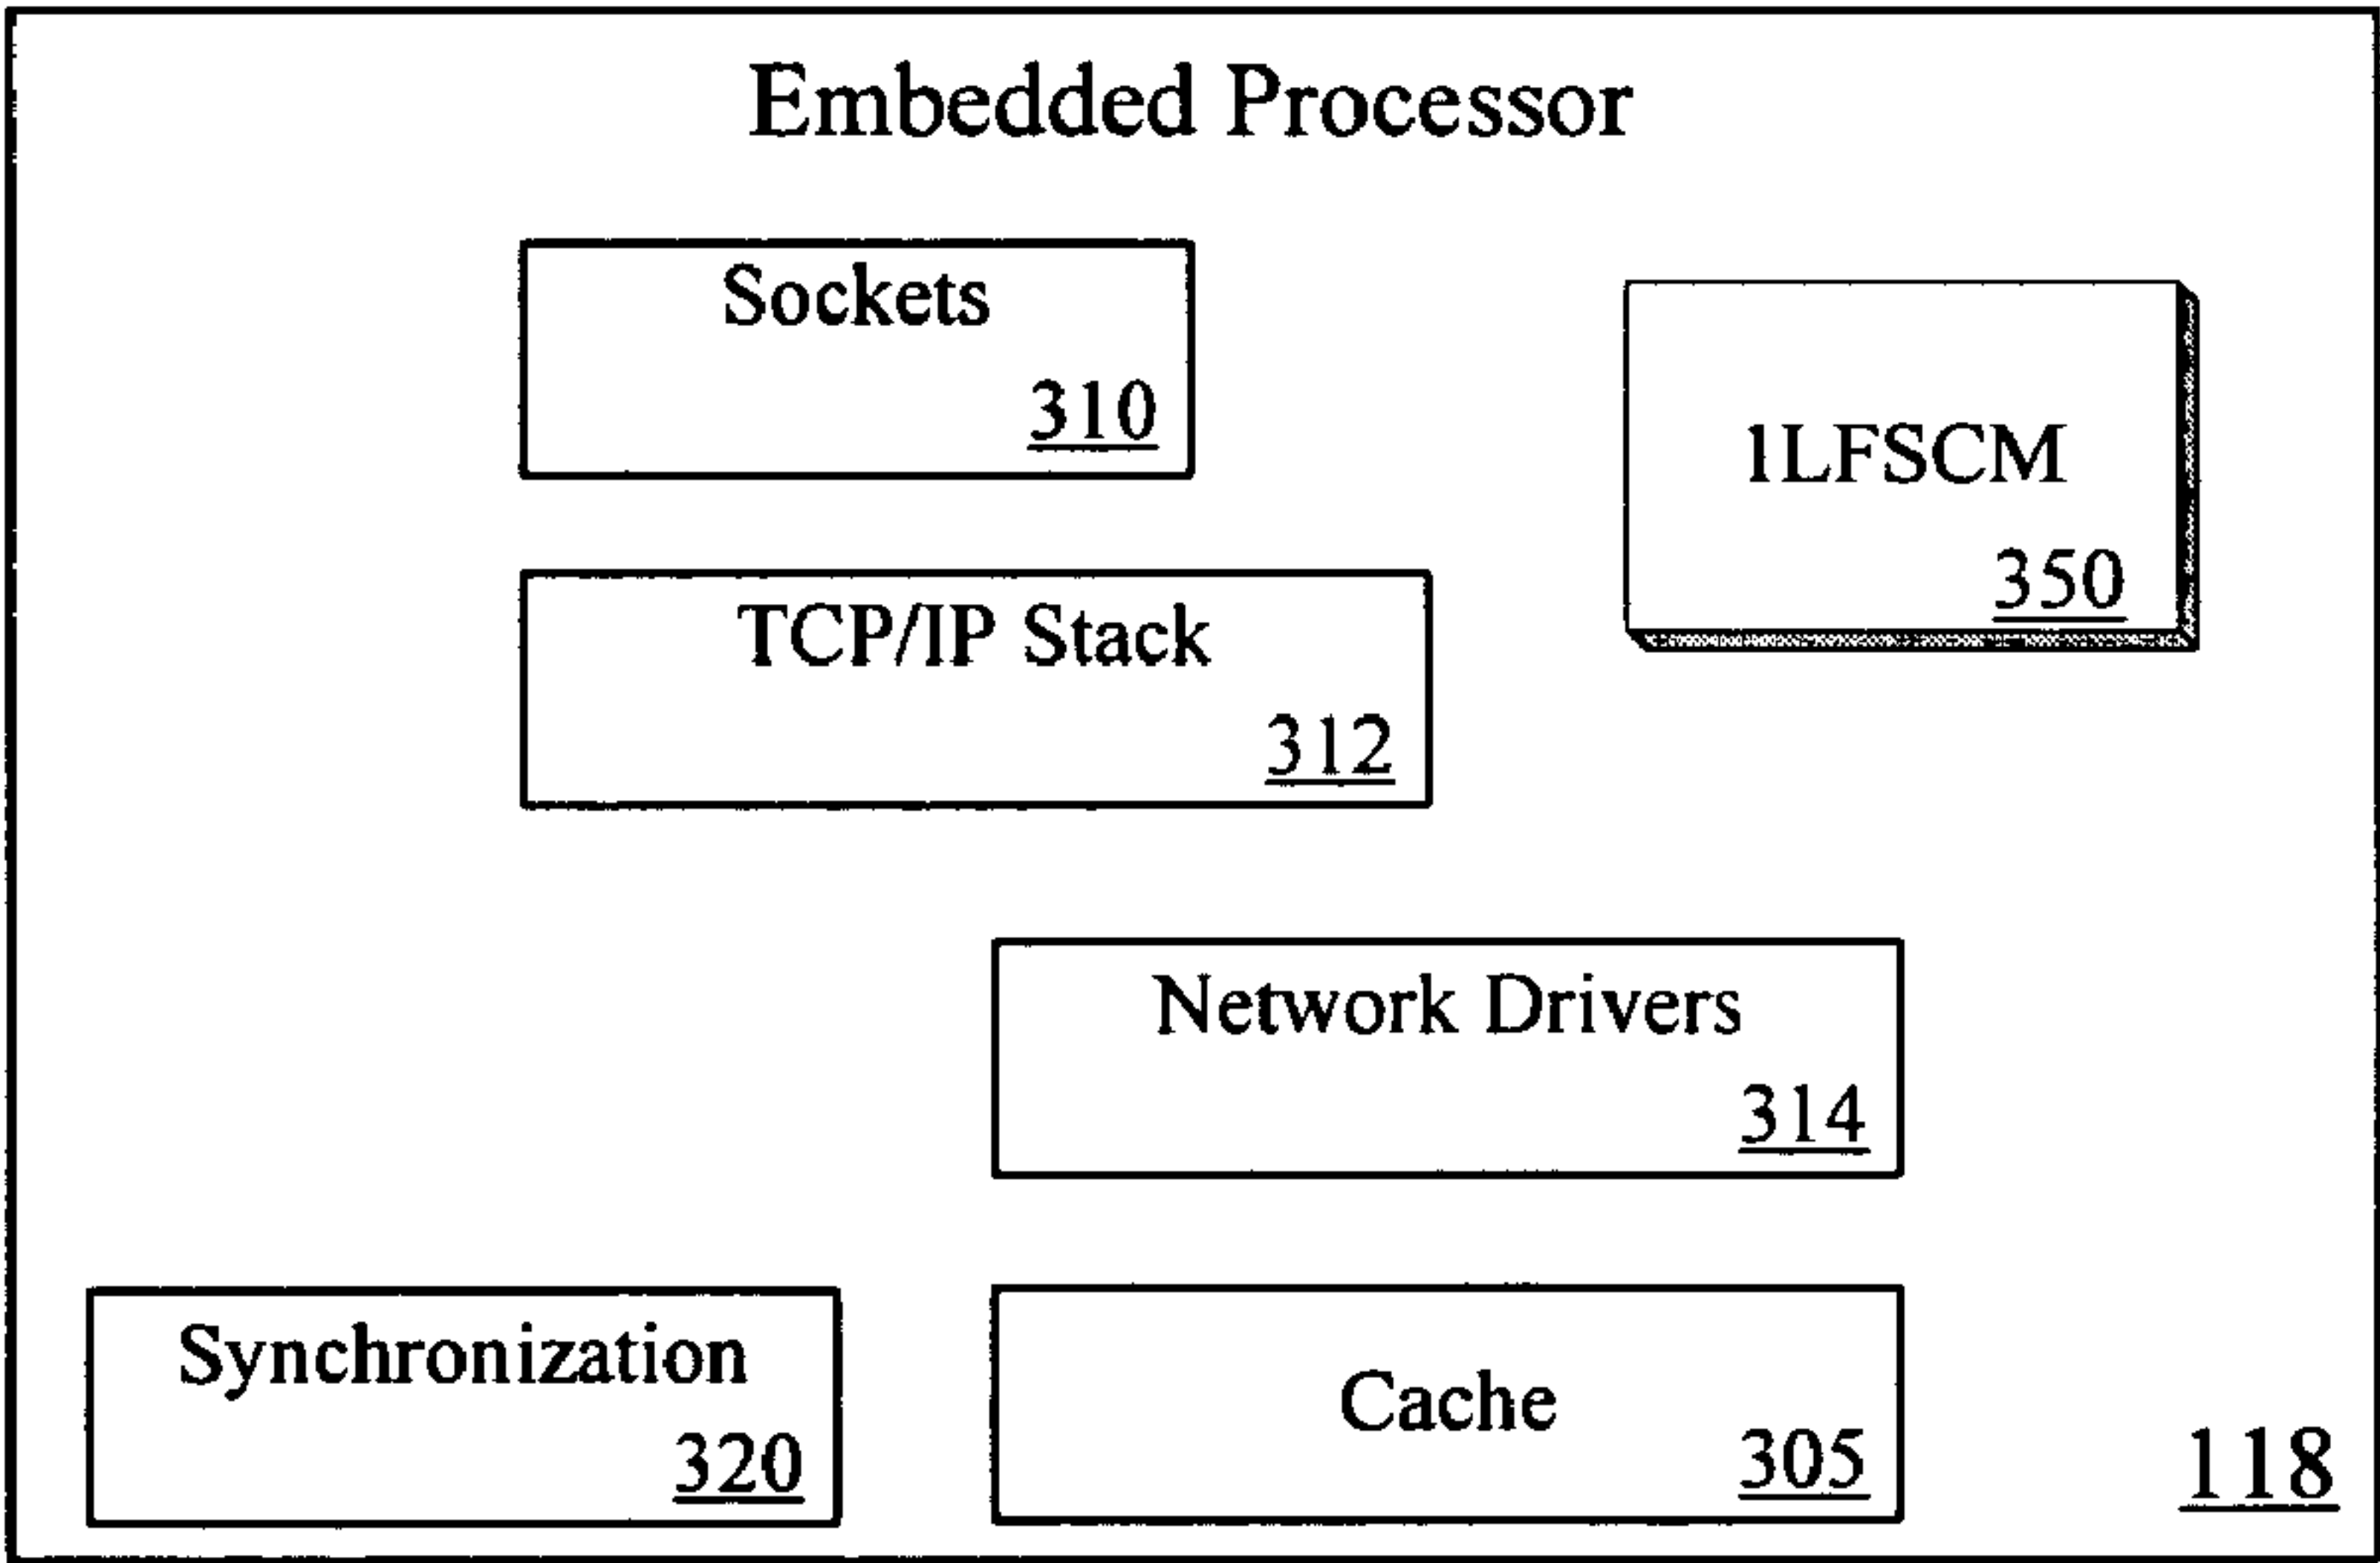 Embedded Processor
Sockets
310
1LFSCM
350
TCP/IP Stack
312
Network Drivers
314
Synchronization
320
Cache
305
118